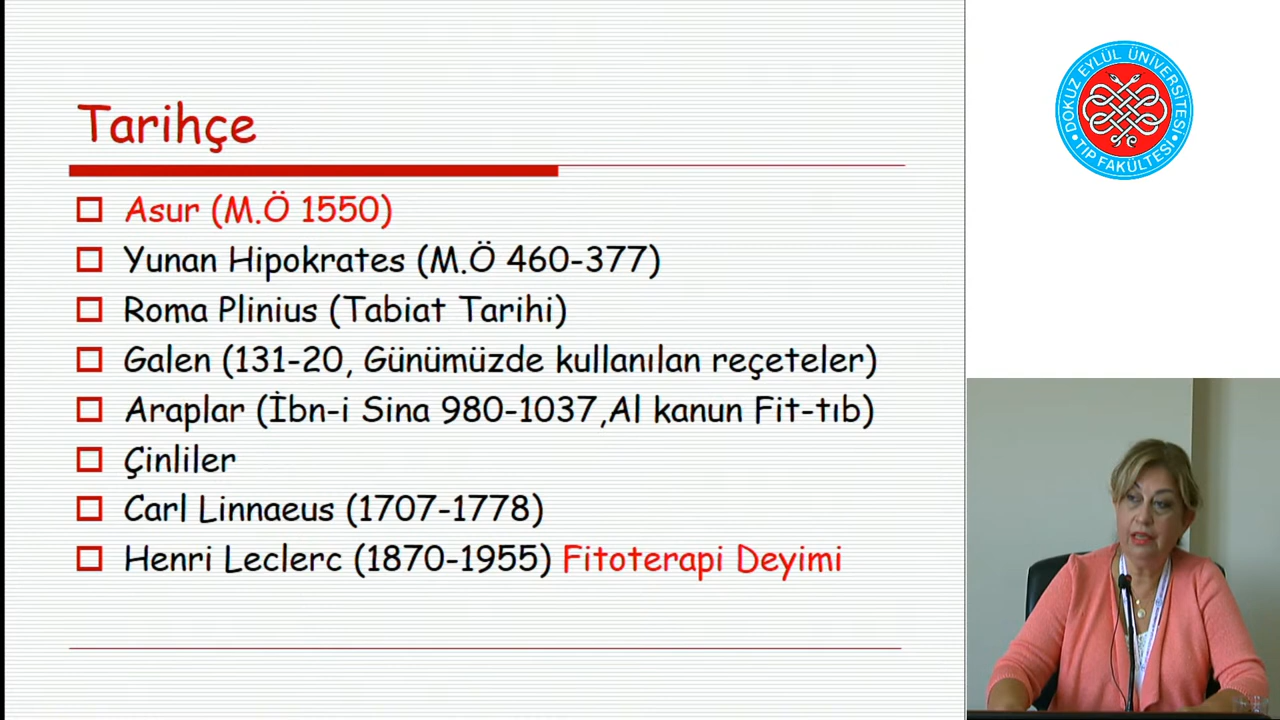 Tarihçe
Asur (M.Ö 1550)
Yunan Hipokrates (M.Ö 460-377)
Roma Plinius (Tabiat Tarihi)
Galen (131-20, Günümüzde kullanılan reçeteler)
Araplar (İbn-i Sina 980-1037,Al kanun Fit-tıb)
Çinliler
Carl Linnaeus (1707-1778)
Henri Leclerc (1870-1955) Fitoterapi Deyimi
DOKUZ EYLÜL ÜNİVERSİTESİ
• TIP FAKÜLTESİ •